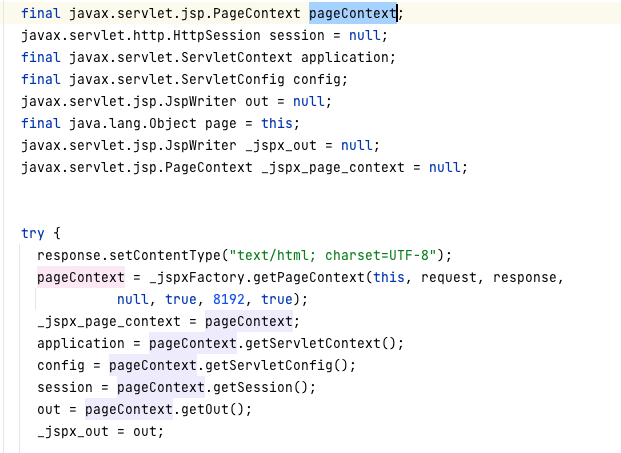 final javax.servlet.jsp.PageContext pageContext;
javax.servlet.http.HttpSession session = null;
final javax.servlet.ServletContext application;
final javax.servlet.ServletConfig config;
javax.servlet.jsp.JspWriter out = null;
final java.lang.Object page = this;
javax.servlet.jsp.JspWriter _jspx_out = null;
javax.servlet.jsp.PageContext _jspx_page_context = null;
try {
response.setContentType("text/html; charset=UTF-8");
pageContext = _jspxFactory.getPageContext(this, request, response,
null, true, 8192, true);
_jspx_page_context = pageContext;
application = pageContext.getServletContext();
config = pageContext.getServletConfig();
session = pageContext.getSession();
out = pageContext.getOut();
_jspx_out = out;